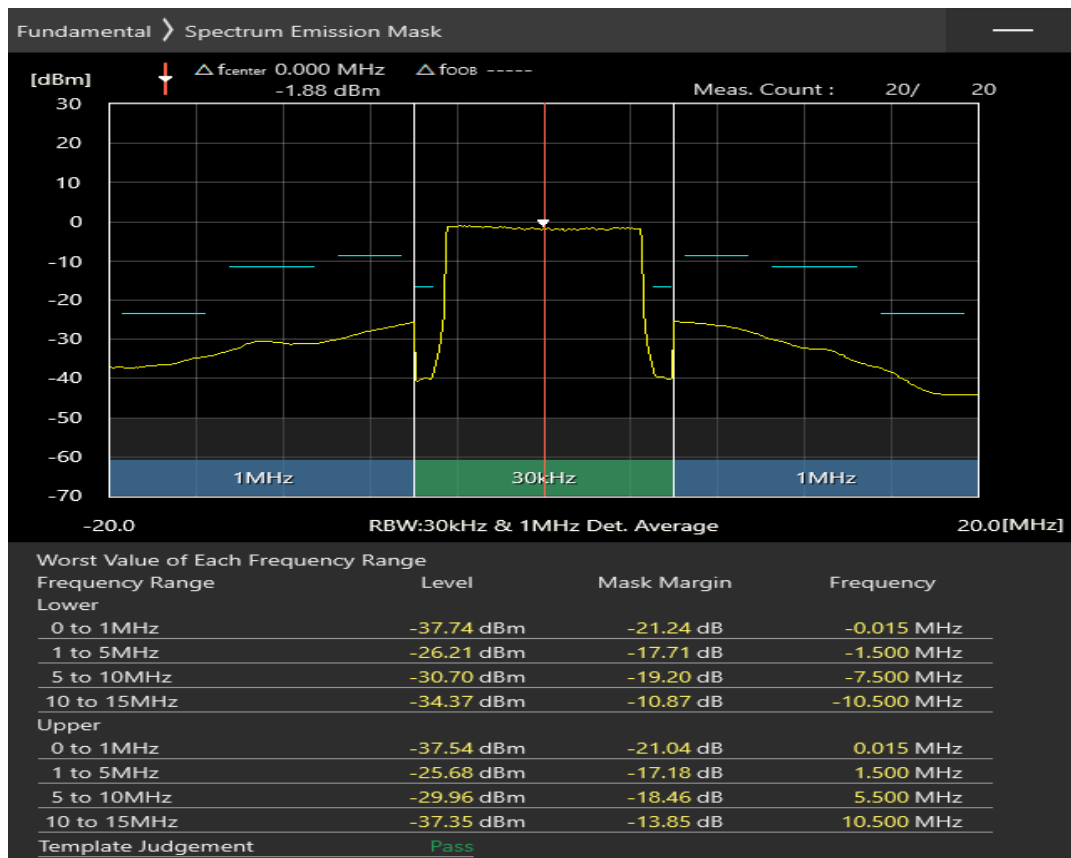 Fundamental ❯ Spectrum Emission Mask
[dBm] △ fcenter 0.000 MHz △ fOOB -----
-1.88 dBm Meas. Count : 20/ 20
30
20
10
0
-10
-20
-30
-40
-50
-60
-70
1MHz 30kHz 1MHz
-20.0 RBW:30kHz & 1MHz Det. Average 20.0[MHz]
Worst Value of Each Frequency Range
Frequency Range Level Mask Margin Frequency
Lower
0 to 1MHz -37.74 dBm -21.24 dB -0.015 MHz
1 to 5MHz -26.21 dBm -17.71 dB -1.500 MHz
5 to 10MHz -30.70 dBm -19.20 dB -7.500 MHz
10 to 15MHz -34.37 dBm -10.87 dB -10.500 MHz
Upper
0 to 1MHz -37.54 dBm -21.04 dB 0.015 MHz
1 to 5MHz -25.68 dBm -17.18 dB 1.500 MHz
5 to 10MHz -29.96 dBm -18.46 dB 5.500 MHz
10 to 15MHz -37.35 dBm -13.85 dB 10.500 MHz
Template Judgement Pass